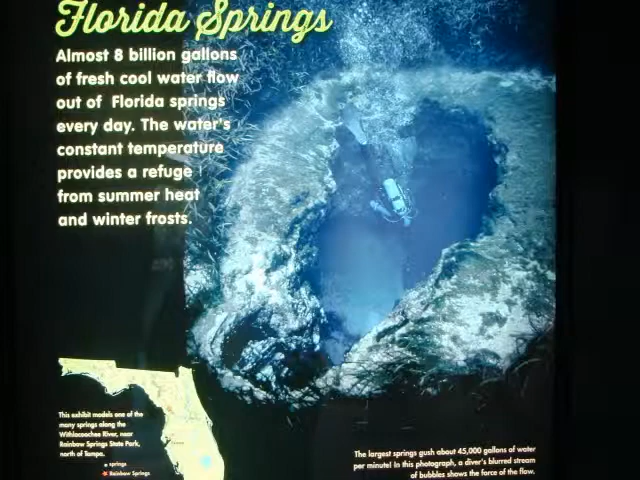 Florida Springs
Almost 8 billion gallons
of fresh cool water flow
out of Florida springs
every day. The water's
constant temperature
provides a refuge
from summer heat
and winter frosts.
This exhibit models one of the
many springs along the
Withlacoochee River, near
Rainbow Springs State Park,
north of Tampa.
springs
Rainbow Springs
The largest springs gush about 45,000 gallons of water
per minute! In this photograph, a diver's blurred stream
of bubbles shows the force of the flow.